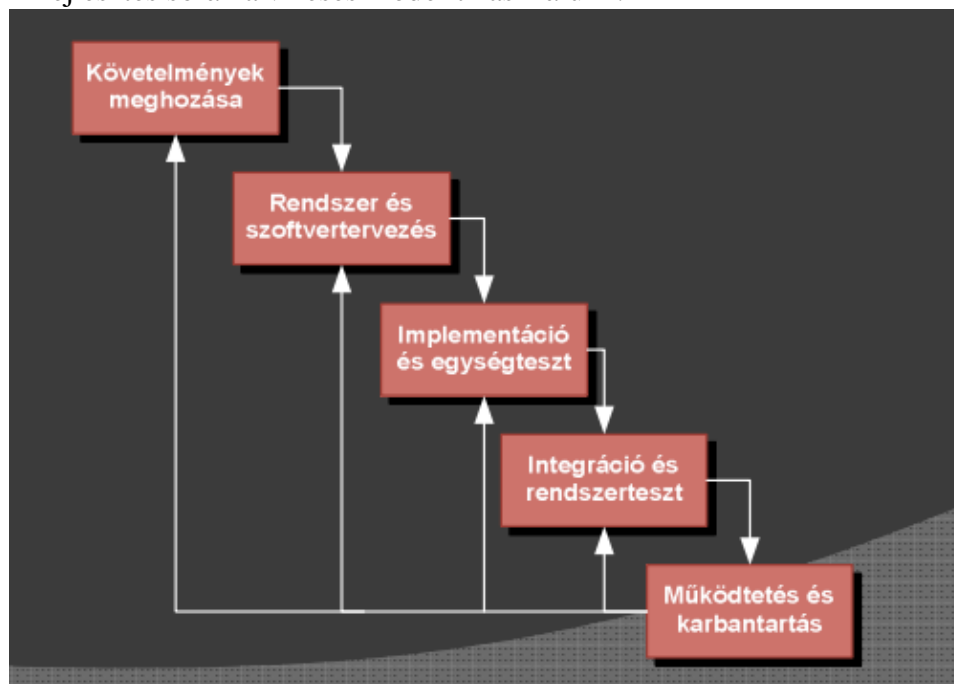 Követelmények
meghozása
Rendszer és
szoftvertervezés
Implementáció
és egységteszt
Integráció és
rendszerteszt
Működtetés és
karbantartás